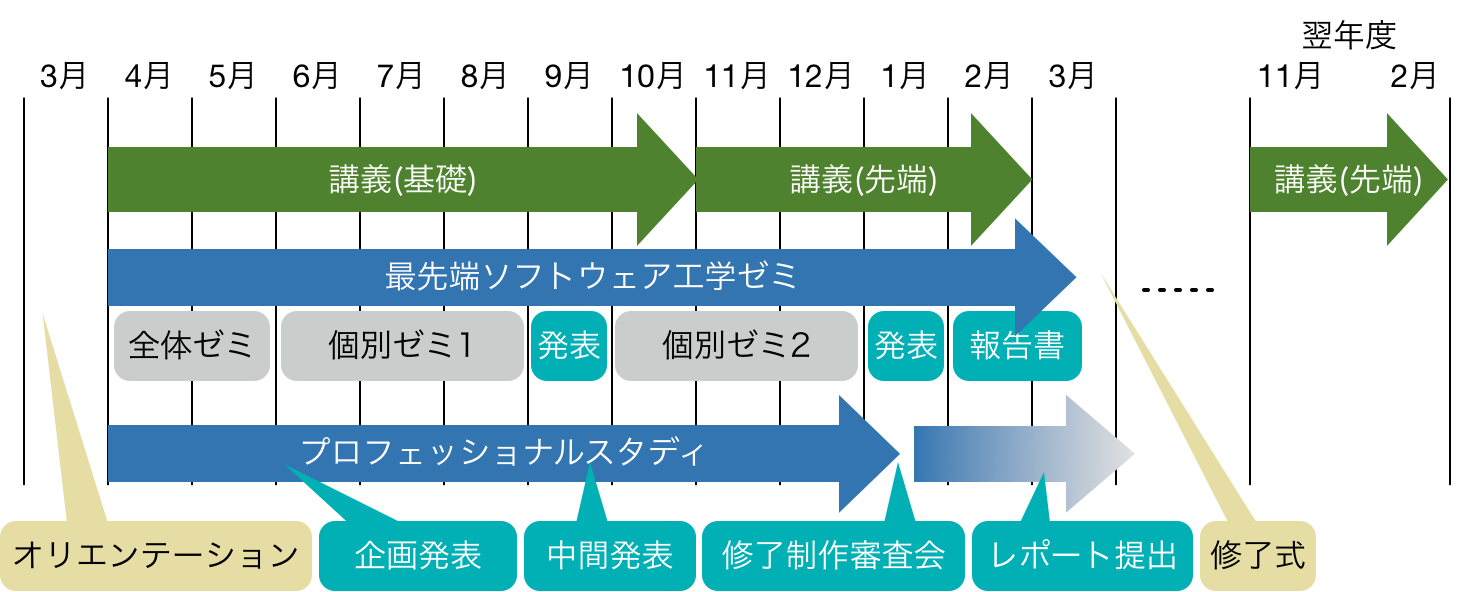 翌年度
3月 4月 5月 6月 7月 8月 9月 10月 11月 12月 1月 2月 3月 11月 2月
講義(基礎) 講義(先端) 講義(先端)
最先端ソフトウェア工学ゼミ
全体ゼミ 個別ゼミ1 発表 個別ゼミ2 発表 報告書
プロフェッショナルスタディ
オリエンテーション 企画発表 中間発表 修了制作審査会 レポート提出 修了式